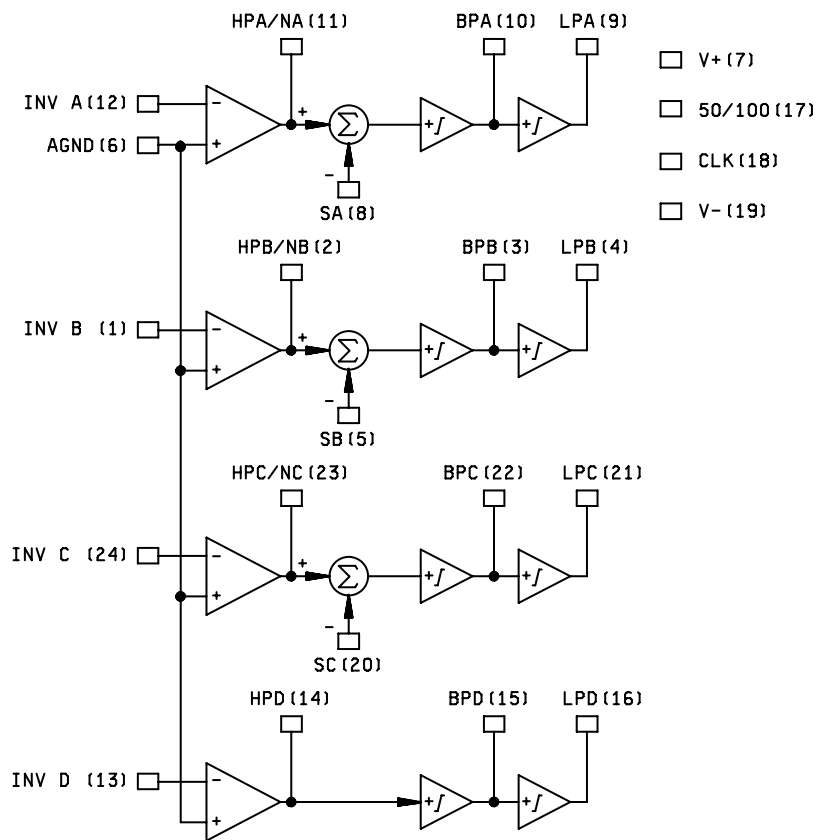 HPA/NA(11)
BPA(10)
LPA(9)
V+(7)
INV A(12)
50/100(17)
AGND(6)
CLK(18)
SA(8)
V-(19)
HPB/NB(2)
BPB(3)
LPB(4)
INV B (1)
SB(5)
HPC/NC(23)
BPC(22)
LPC(21)
INV C (24)
SC(20)
HPD(14)
BPD(15)
LPD(16)
INV D (13)